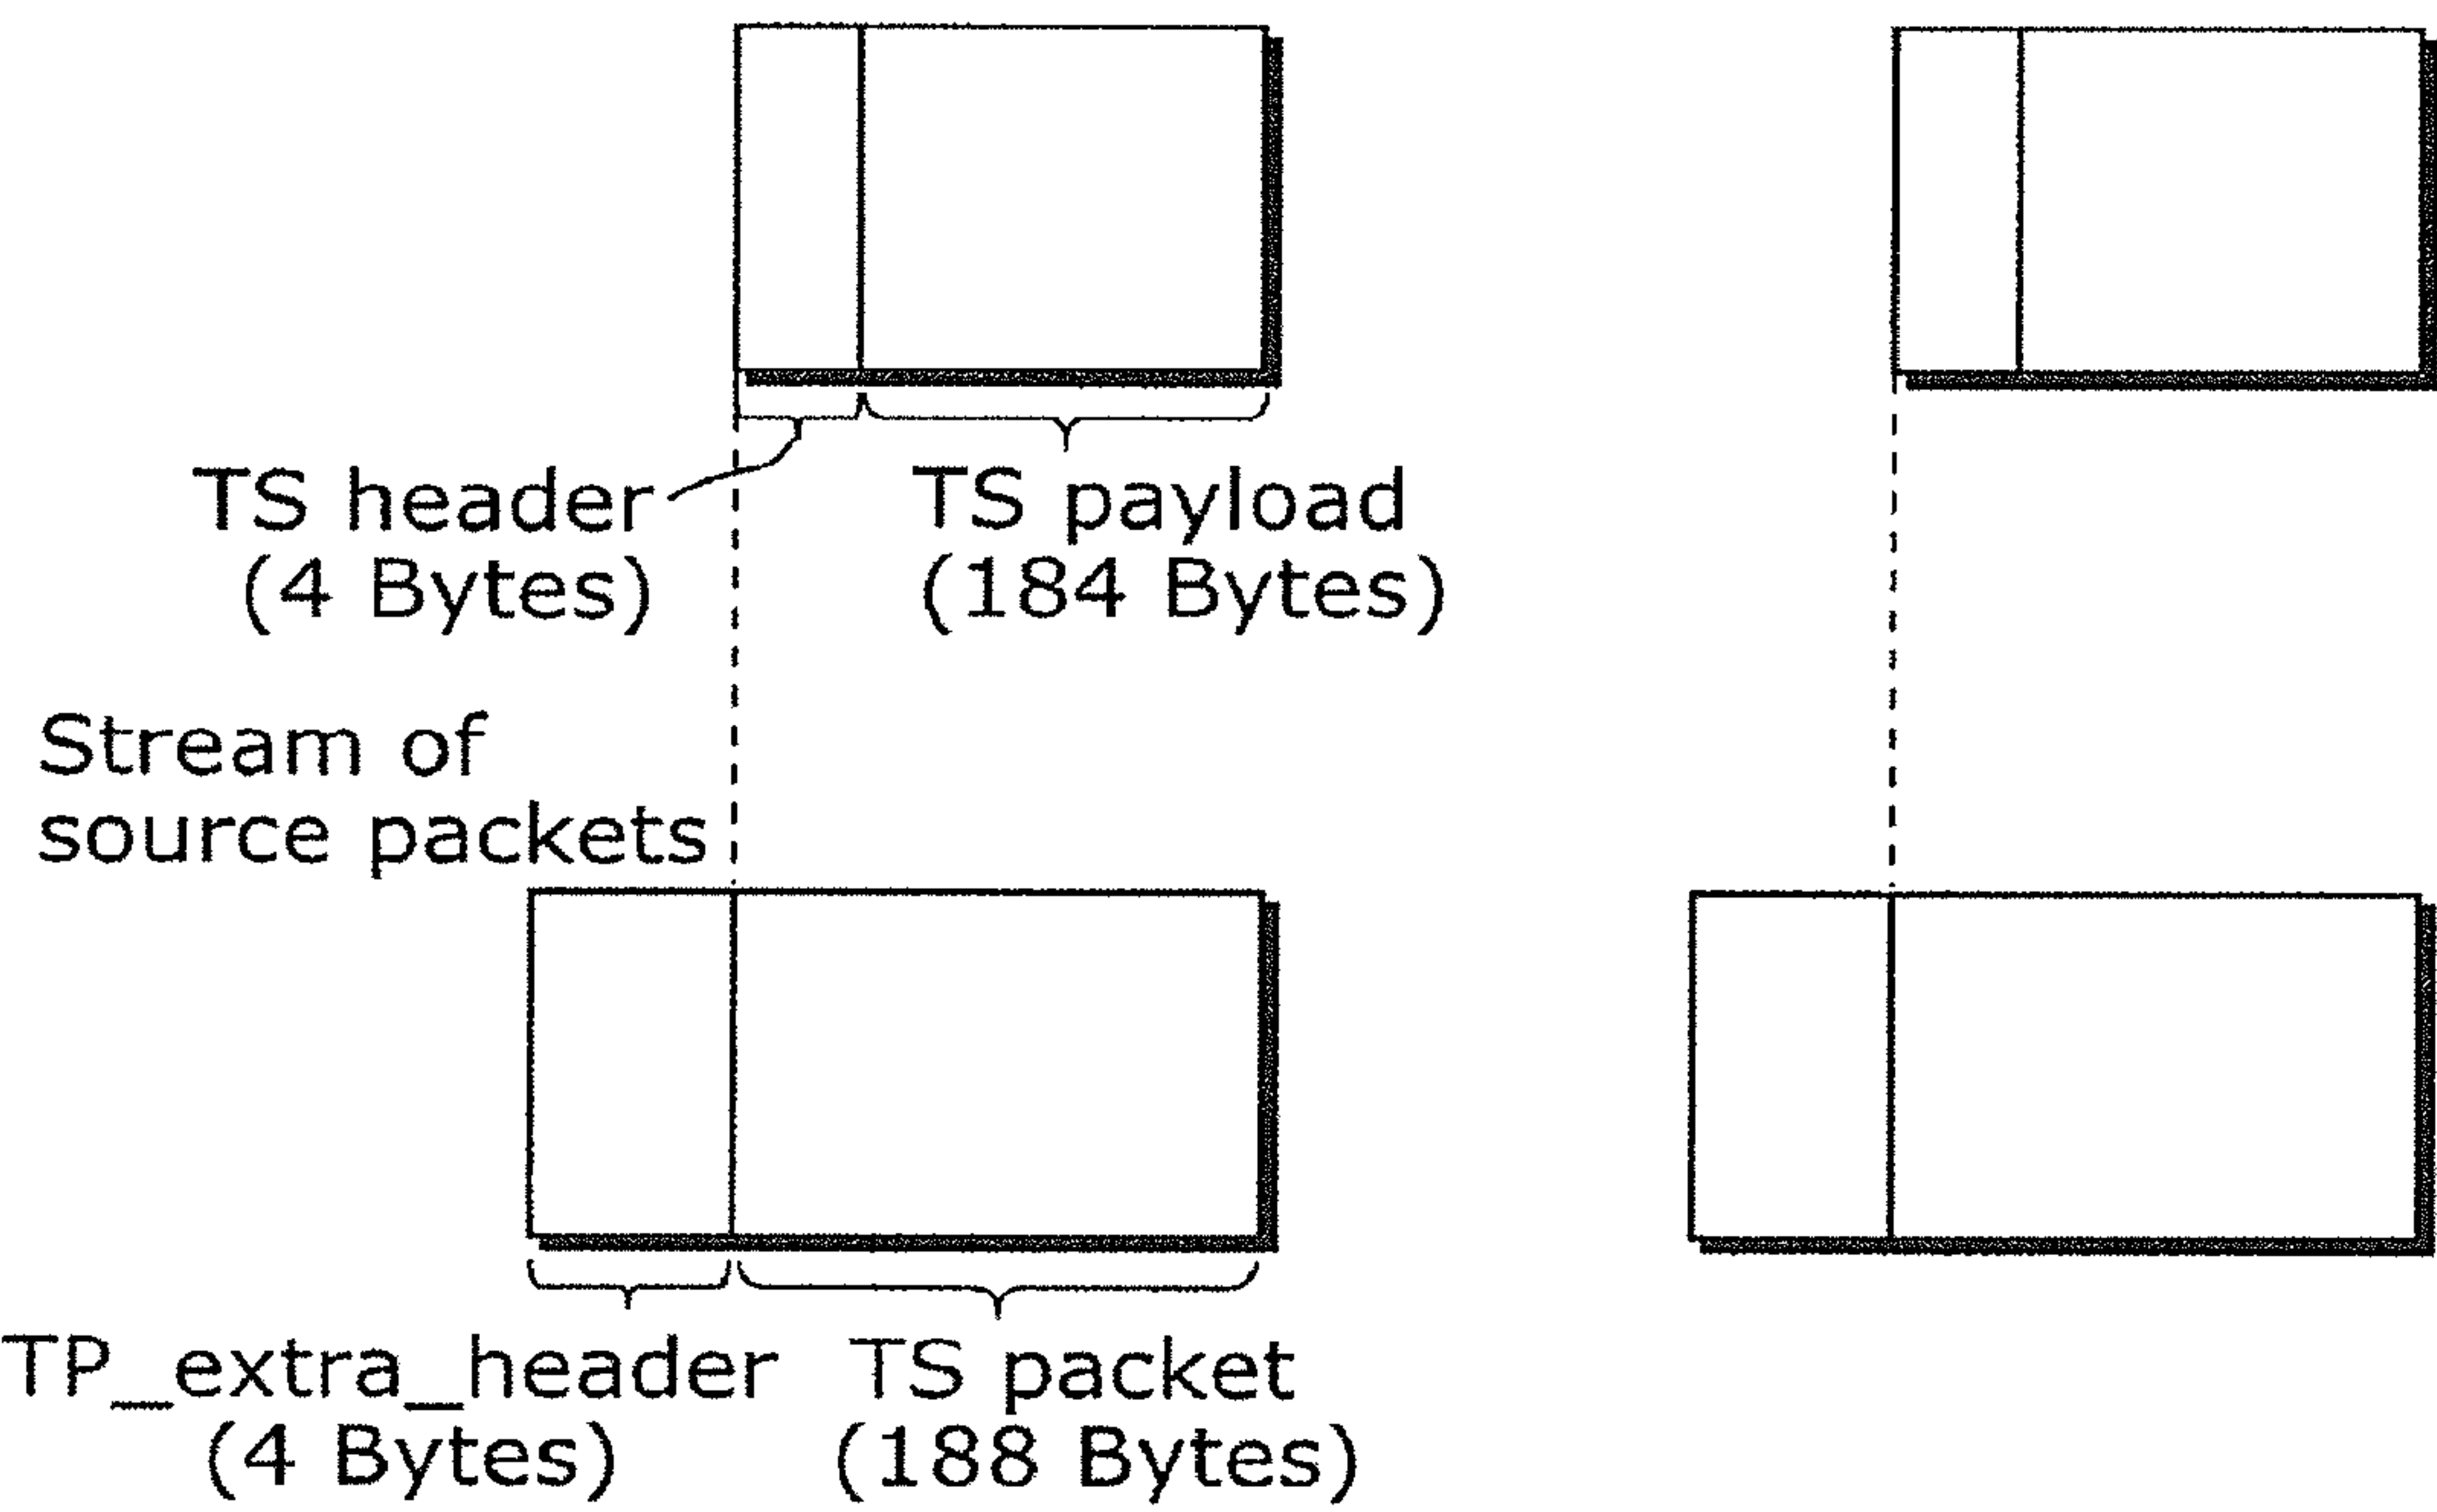 TS header
(4 Bytes)
TS payload
(184 Bytes)
Stream of
source packets
TP_extra_header
(4 Bytes)
TS packet
(188 Bytes)